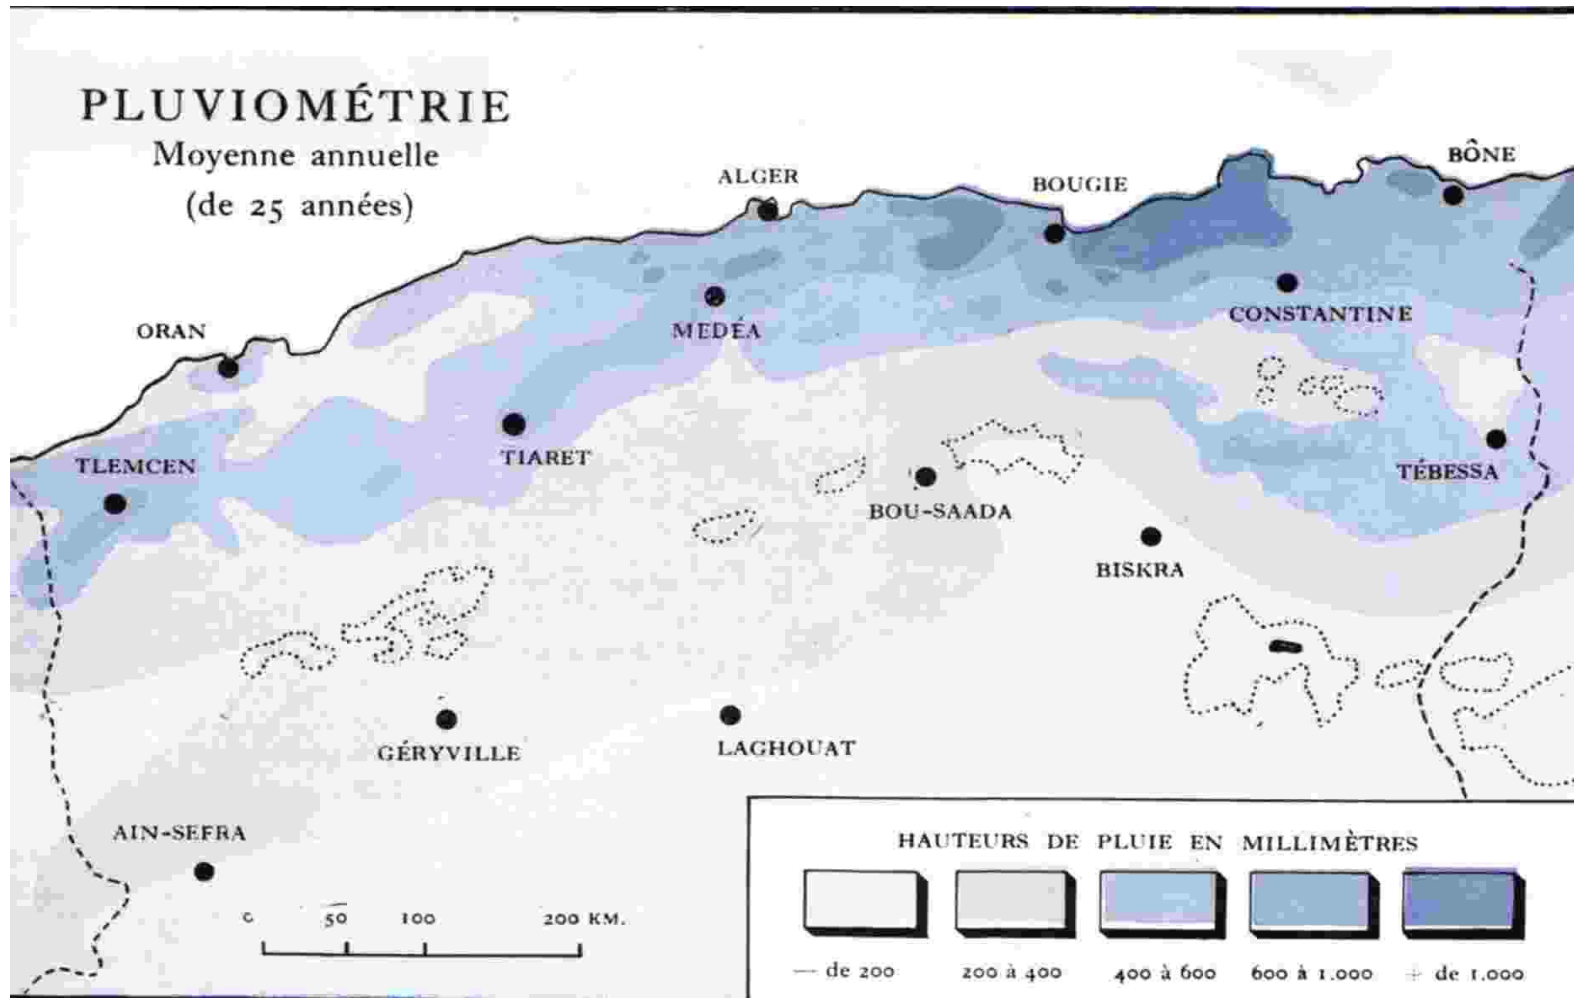 PLUVIOMÉTRIE
Moyenne annuelle
(de 25 années)
ALGER
BOUGIE
BÔNE
ORAN
MEDÉA
CONSTANTINE
TLEMCEN
TIARET
TÉBESSA
BOU-SAADA
BISKRA
GÉRYVILLE
LAGHOUAT
AIN-SEFRA
0 50 100 200 KM.
HAUTEURS DE PLUIE EN MILLIMÈTRES
— de 200
200 à 400
400 à 600
600 à 1.000
+ de 1.000